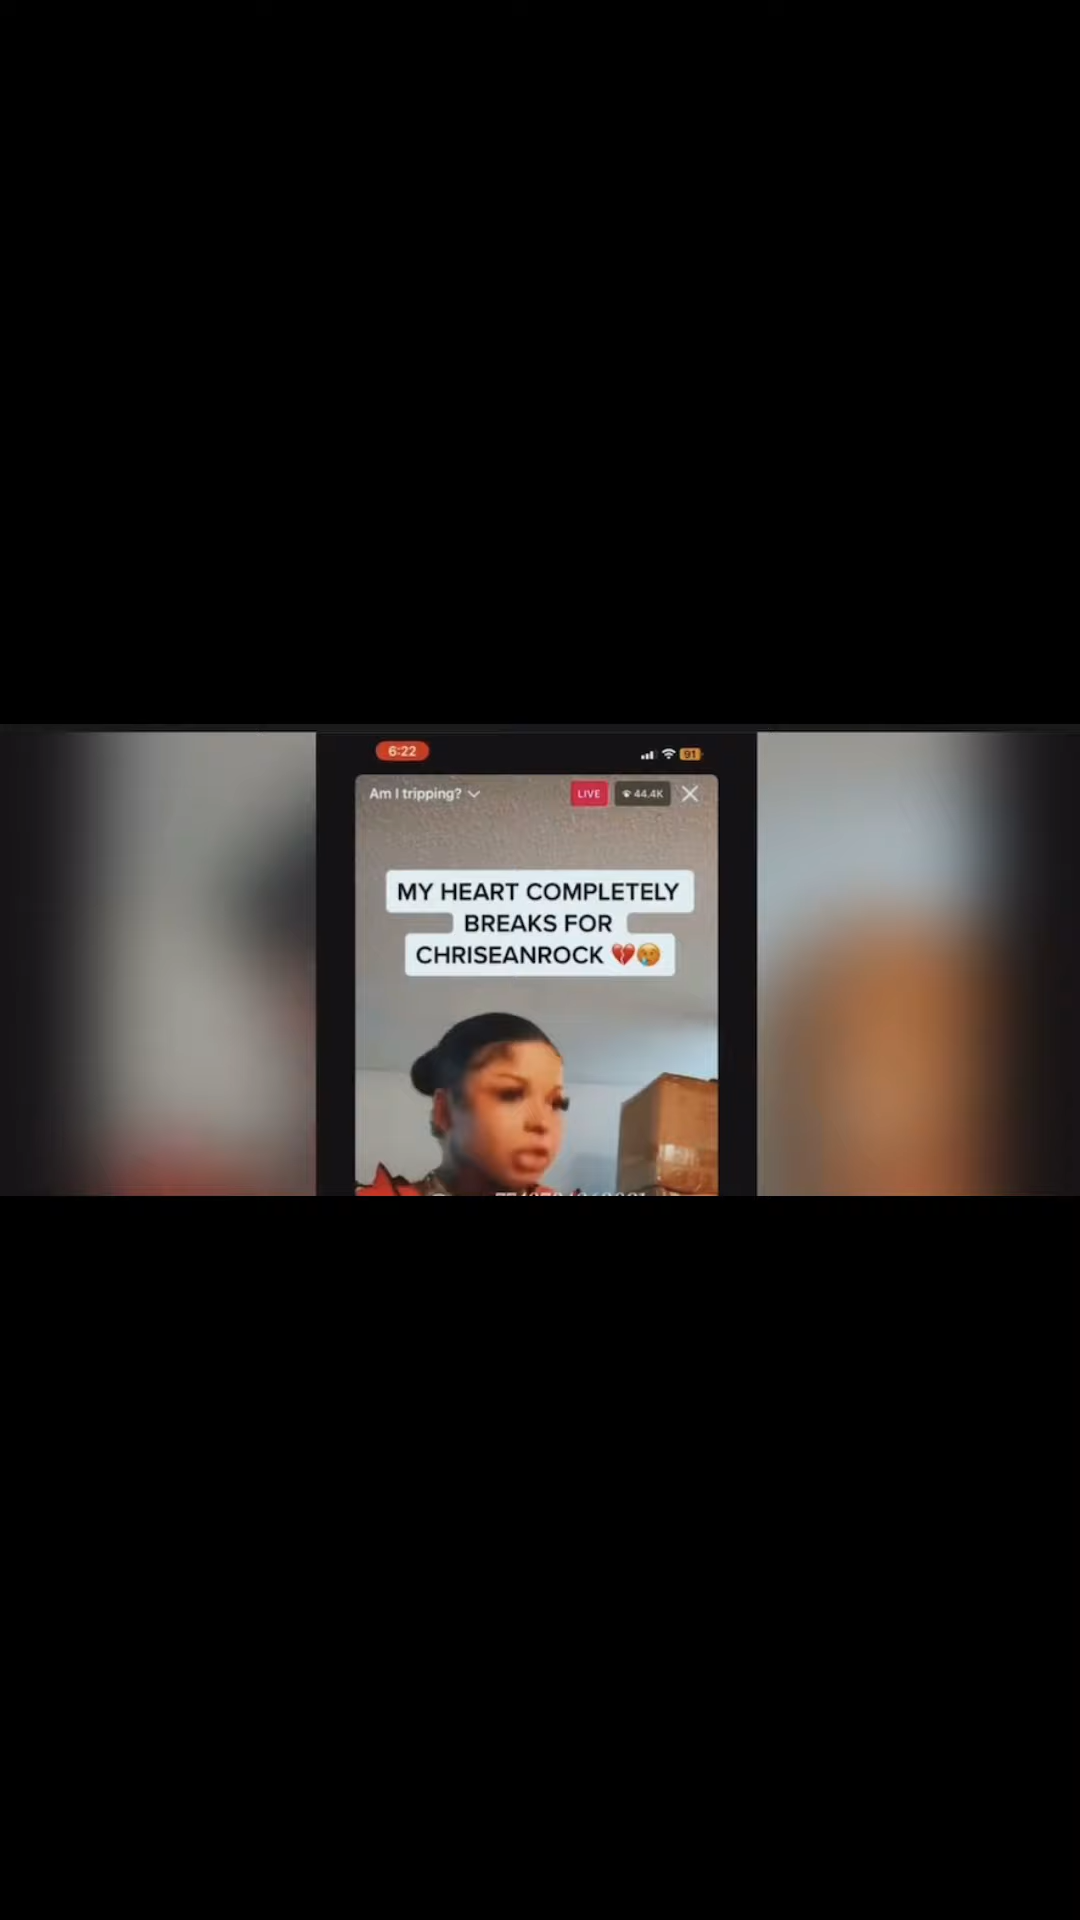 6:22
91
Am I tripping?
LIVE
44.4K
MY HEART COMPLETELY
BREAKS FOR
CHRISEANROCK 💔😢